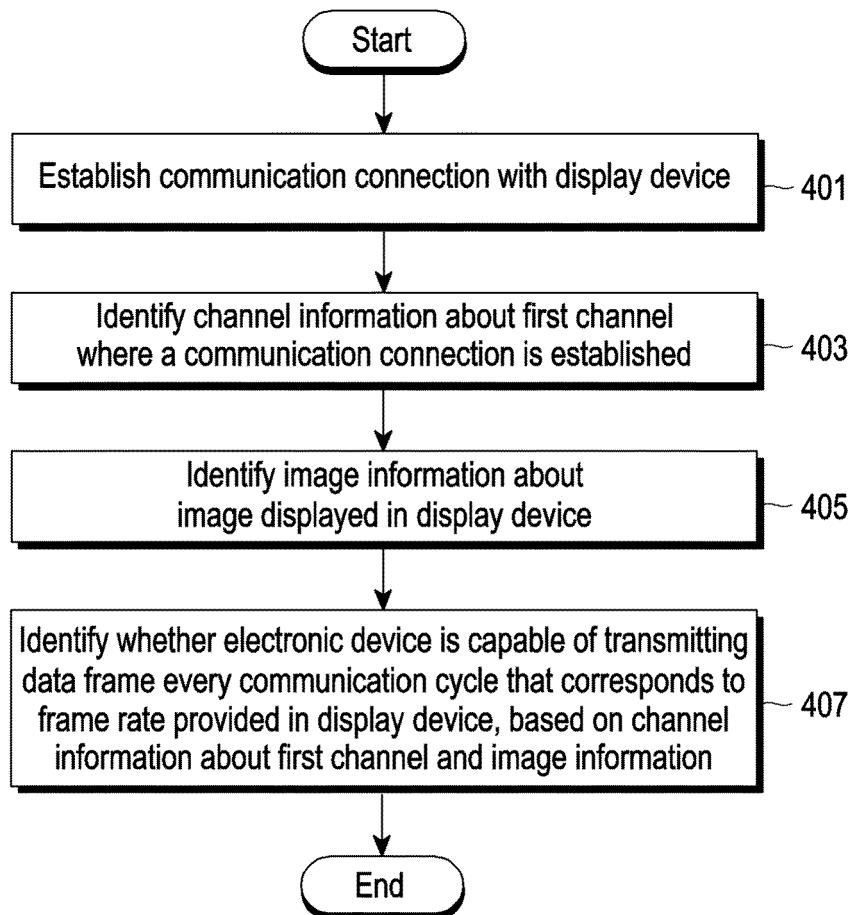 Start
Establish communication connection with display device
401
Identify channel information about first channel
where a communication connection is established
403
Identify image information about
image displayed in display device
405
Identify whether electronic device is capable of transmitting
data frame every communication cycle that corresponds to
frame rate provided in display device, based on channel
information about first channel and image information
407
End